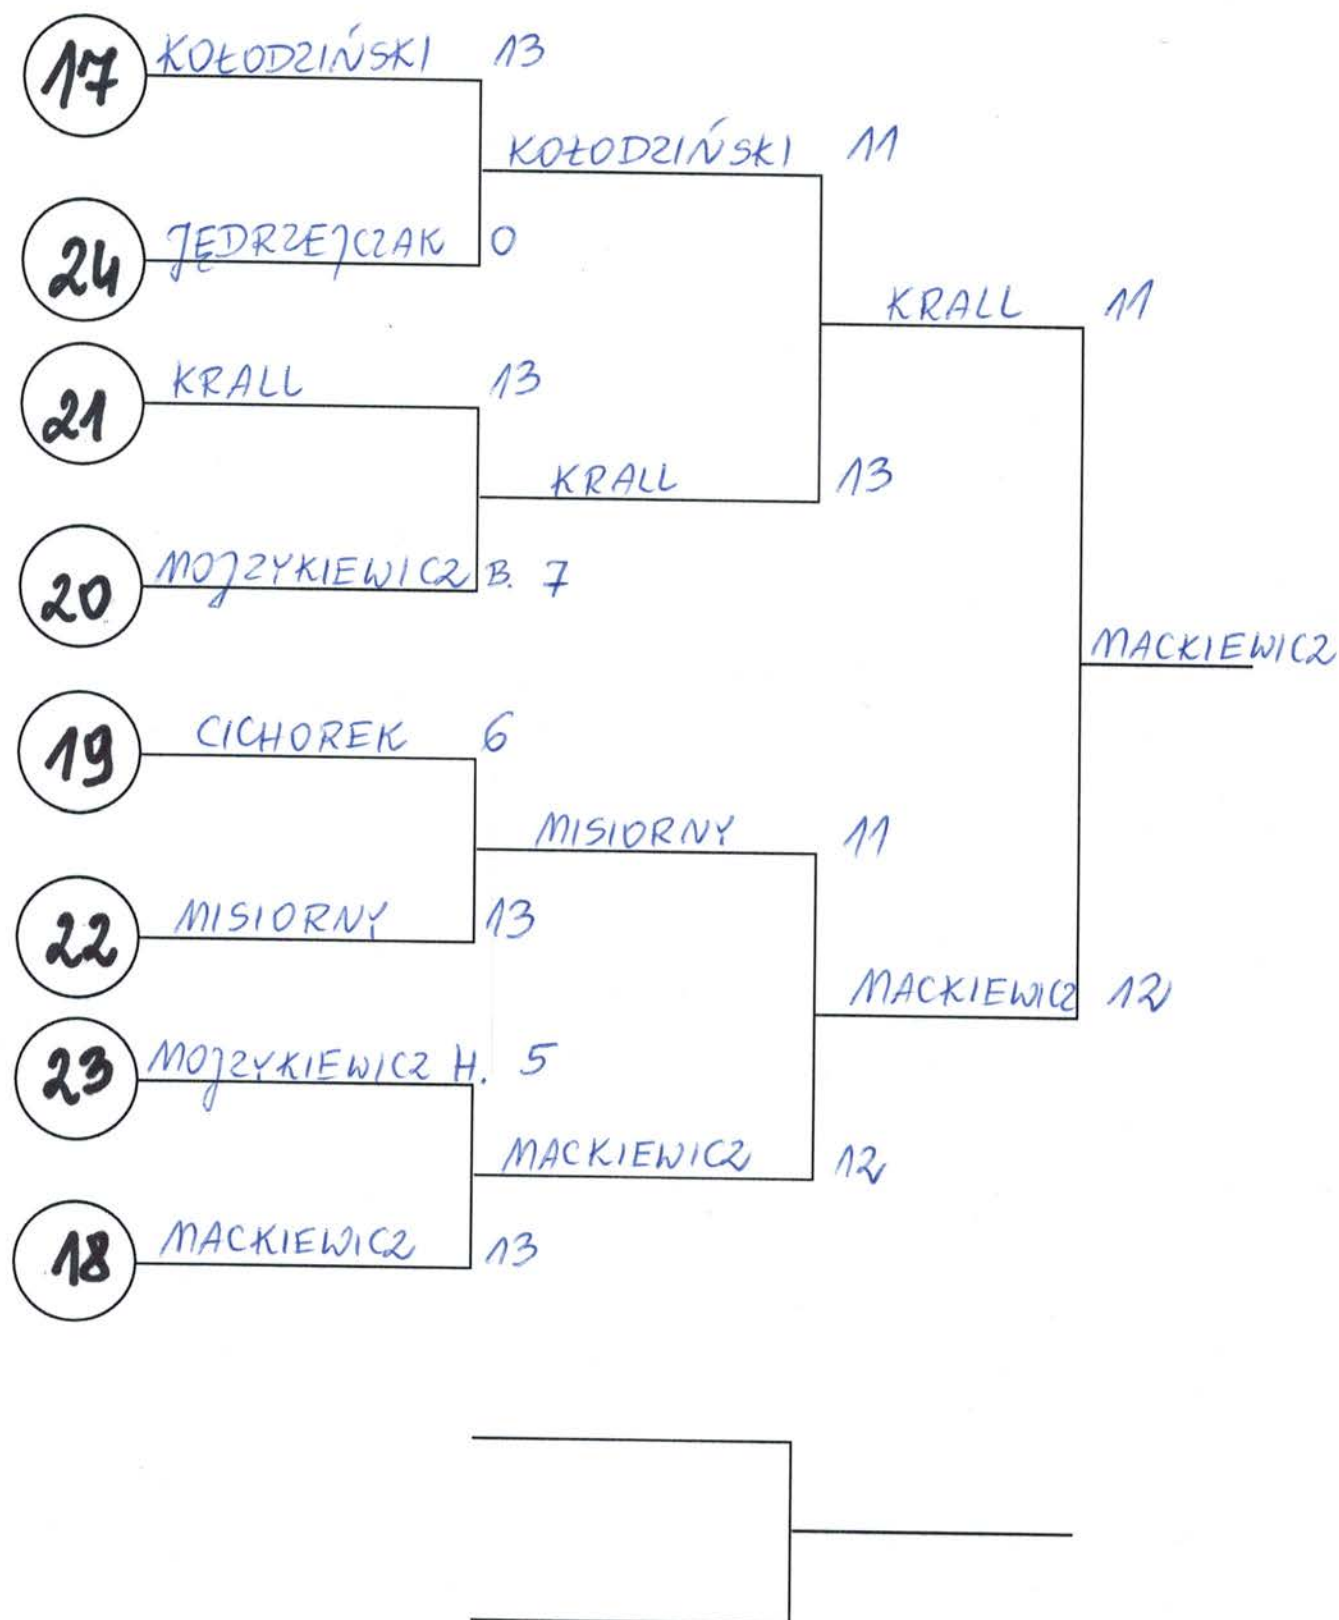 17 KOŁODZIŃSKI 13
KOŁODZIŃSKI 11
24 JĘDRZEJCZAK 0
KRALL 11
21 KRALL 13
KRALL 13
20 MOJZYKIEWICZ B. 7
MACKIEWICZ
19 CICHOREK 6
MISIORNY 11
22 MISIORNY 13
MACKIEWICZ 12
23 MOJZYKIEWICZ H. 5
MACKIEWICZ 12
18 MACKIEWICZ 13